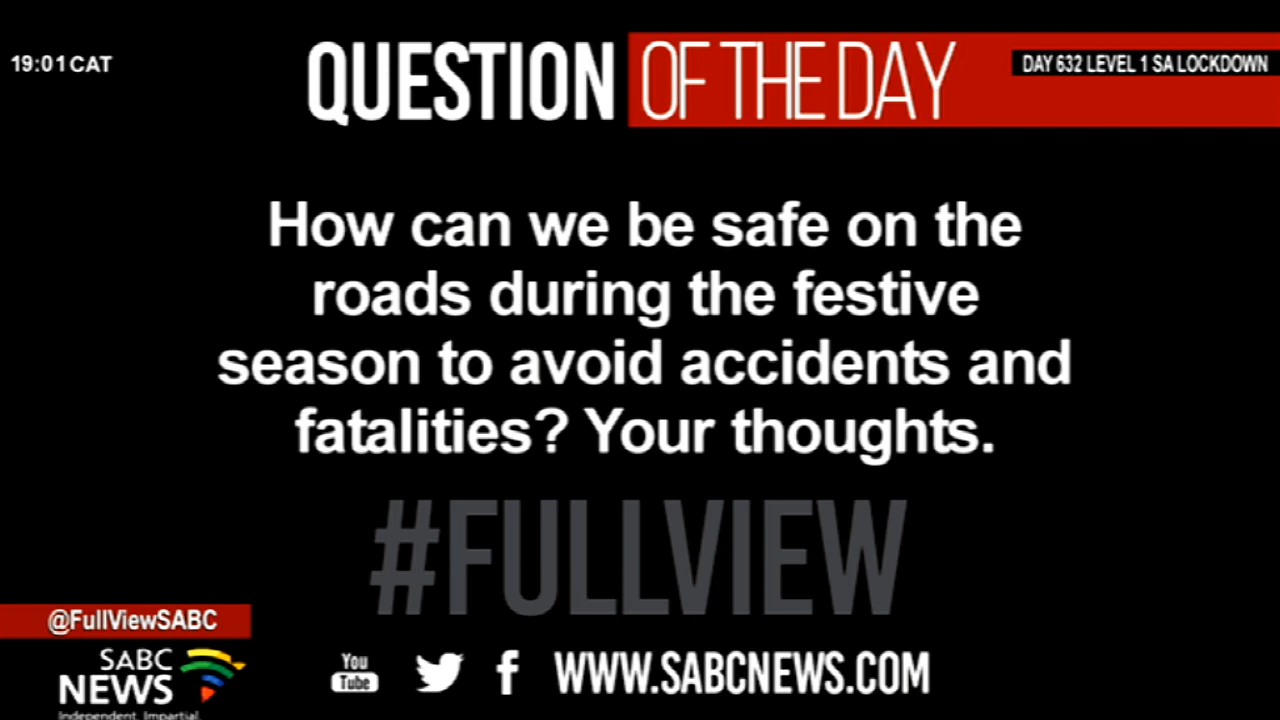 19:01 CAT
QUESTION OF THE DAY
DAY 632 LEVEL 1 SA LOCKDOWN
How can we be safe on the
roads during the festive
season to avoid accidents and
fatalities? Your thoughts.
#FULLVIEW
@FullViewSABC
SABC
NEWS
Independent. Impartial.
You
Tube
WWW.SABCNEWS.COM